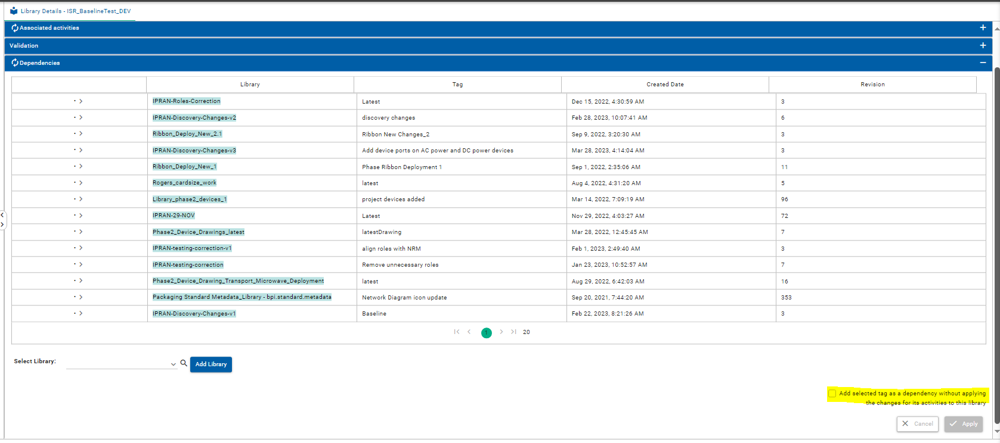 Library Details - ISR_BaselineTest_DEV
Associated activities
Validation
Dependencies
Library Tag Created Date Revision
IPRAN-Roles-Correction Latest Dec 15, 2022, 4:30:59 AM 3
IPRAN-Discovery-Changes-v2 discovery changes Feb 28, 2023, 10:07:41 AM 6
Ribbon_Deploy_New_2.1 Ribbon New Changes_2 Sep 9, 2022, 3:20:30 AM 3
IPRAN-Discovery-Changes-v3 Add device ports on AC power and DC power devices Mar 28, 2023, 4:14:04 AM 3
Ribbon_Deploy_New_1 Phase Ribbon Deployment 1 Sep 1, 2022, 2:35:06 AM 11
Rogers_cardsize_work latest Aug 4, 2022, 4:31:20 AM 5
Library_phase2_devices_1 project devices added Mar 14, 2022, 7:09:19 AM 96
IPRAN-29-NOV Latest Nov 29, 2022, 4:03:27 AM 72
Phase2_Device_Drawings_latest latestDrawing Mar 28, 2022, 12:45:45 AM 7
IPRAN-testing-correction-v1 align roles with NRM Feb 1, 2023, 2:49:40 AM 3
IPRAN-testing-correction Remove unnecessary roles Jan 23, 2023, 10:52:57 AM 7
Phase2_Device_Drawing_Transport_Microwave_Deployment latest Aug 29, 2022, 6:42:03 AM 16
Packaging Standard Metadata_Library - bpi.standard.metadata Network Diagram icon update Sep 20, 2021, 7:44:20 AM 353
IPRAN-Discovery-Changes-v1 Baseline Feb 22, 2023, 8:21:26 AM 3
1 20
Select Library: Add Library
Add selected tag as a dependency without applying
the changes for its activities to this library
Cancel Apply